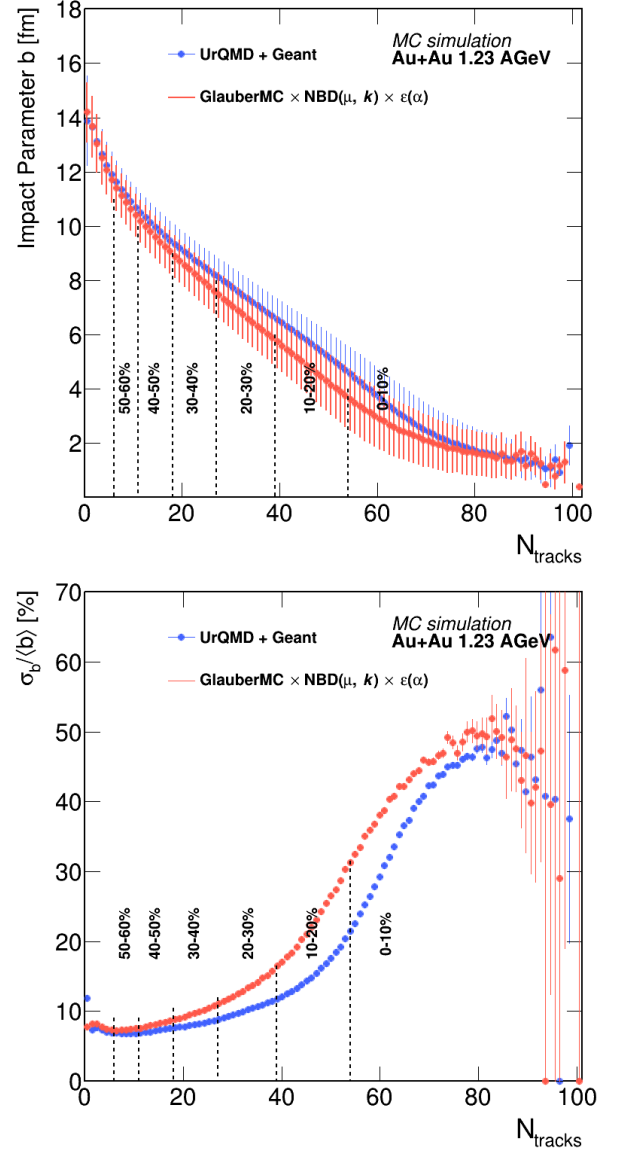 Impact Parameter b [fm]
18
16
14
12
10
8
6
4
2
UrQMD + Geant
GlauberMC × NBD(μ, k) × ε(α)
MC simulation
Au+Au 1.23 AGeV
50-60%
40-50%
30-40%
20-30%
10-20%
0-10%
0 20 40 60 80 100
N_tracks
σ_b/⟨b⟩ [%]
70
60
50
40
30
20
10
0
UrQMD + Geant
GlauberMC × NBD(μ, k) × ε(α)
MC simulation
Au+Au 1.23 AGeV
50-60%
40-50%
30-40%
20-30%
10-20%
0-10%
0 20 40 60 80 100
N_tracks